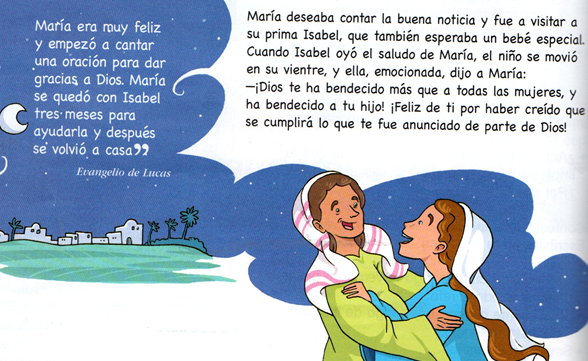 María deseaba contar la buena noticia y fue a visitar a
su prima Isabel, que también esperaba un bebé especial.
Cuando Isabel oyó el saludo de María, el niño se movió
en su vientre, y ella, emocionada, dijo a María:
—¡Dios te ha bendecido más que a todas las mujeres, y
ha bendecido a tu hijo! ¡Feliz de ti por haber creído que
se cumplirá lo que te fue anunciado de parte de Dios!
María era muy feliz
y empezó a cantar
una oración para dar
gracias a Dios. María
se quedó con Isabel
tres meses para
ayudarla y después
se volvió a casa”
Evangelio de Lucas